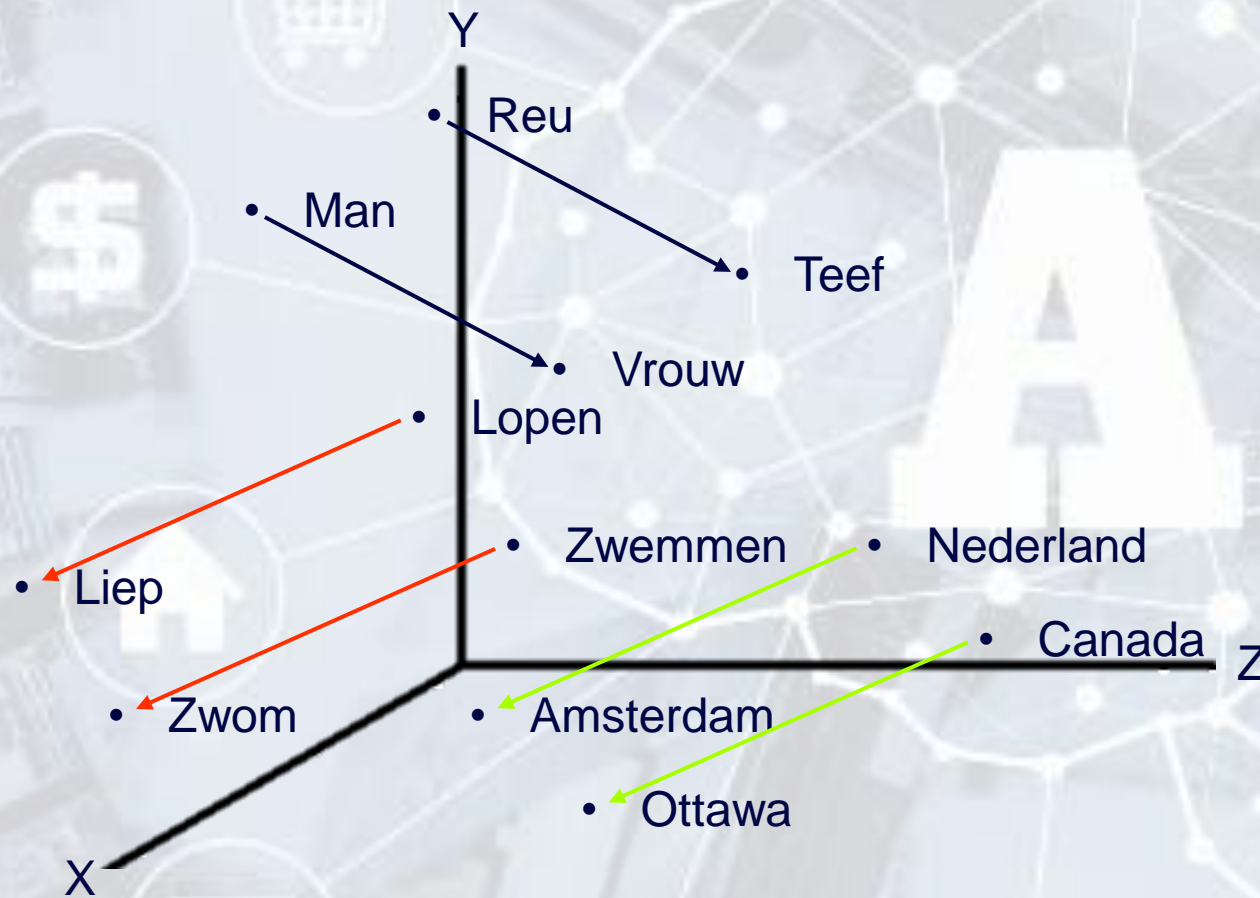 Y
Reu
Man
Teef
Vrouw
Lopen
Zwemmen
Nederland
Liep
Canada
Z
Zwom
Amsterdam
Ottawa
X
$
A